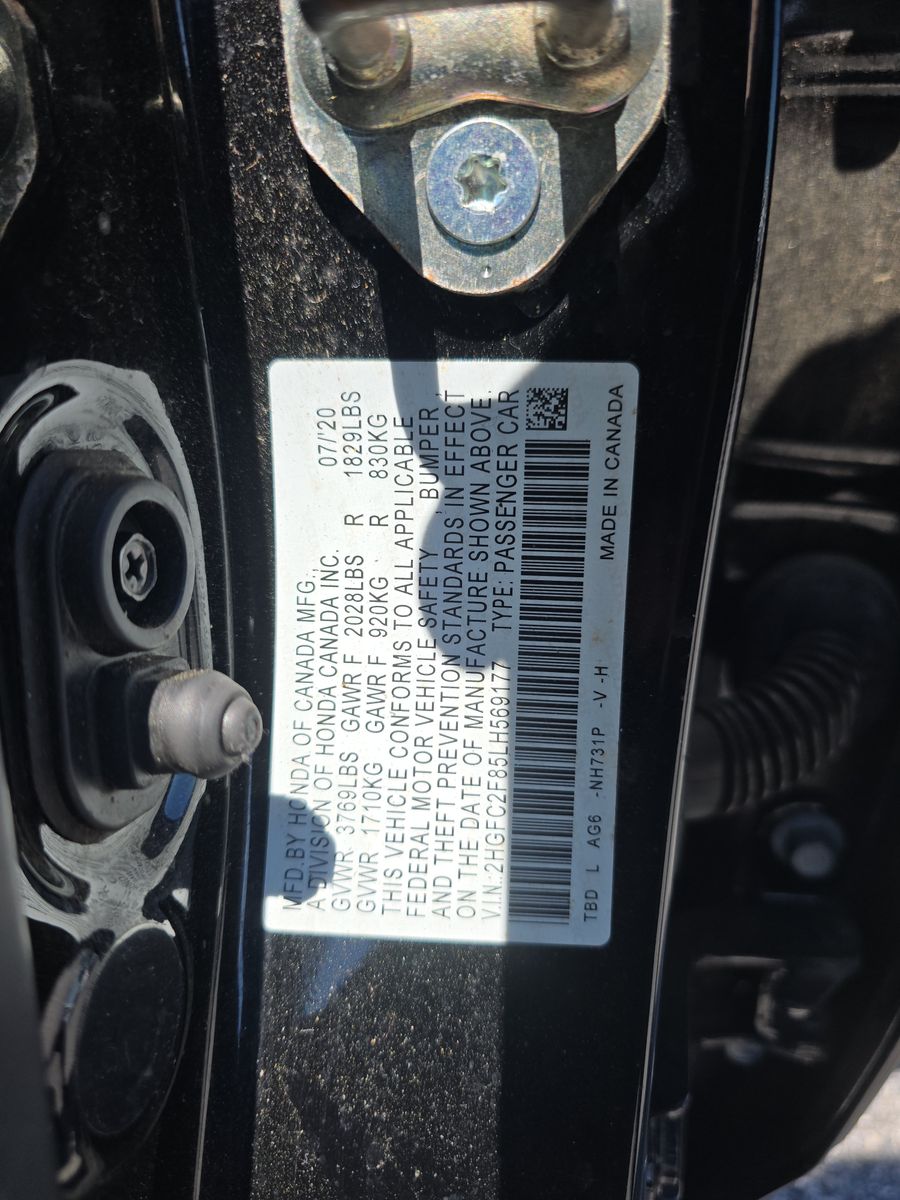 MFD.BY HONDA OF CANADA MFG., 07/'20
A DIVISION OF HONDA CANADA INC.
GVWR 3769LBS GAWR F 2028LBS R 1829LBS
GVWR 1710KG GAWR F 920KG R 830KG
THIS VEHICLE CONFORMS TO ALL APPLICABLE
FEDERAL MOTOR VEHICLE SAFETY , BUMPER ,
AND THEFT PREVENTION STANDARDS IN EFFECT
ON THE DATE OF MANUFACTURE SHOWN ABOVE.
V.I.N:2HGFC2F85LH569177 TYPE: PASSENGER CAR
TBD L AG6 -NH731P -V -H MADE IN CANADA